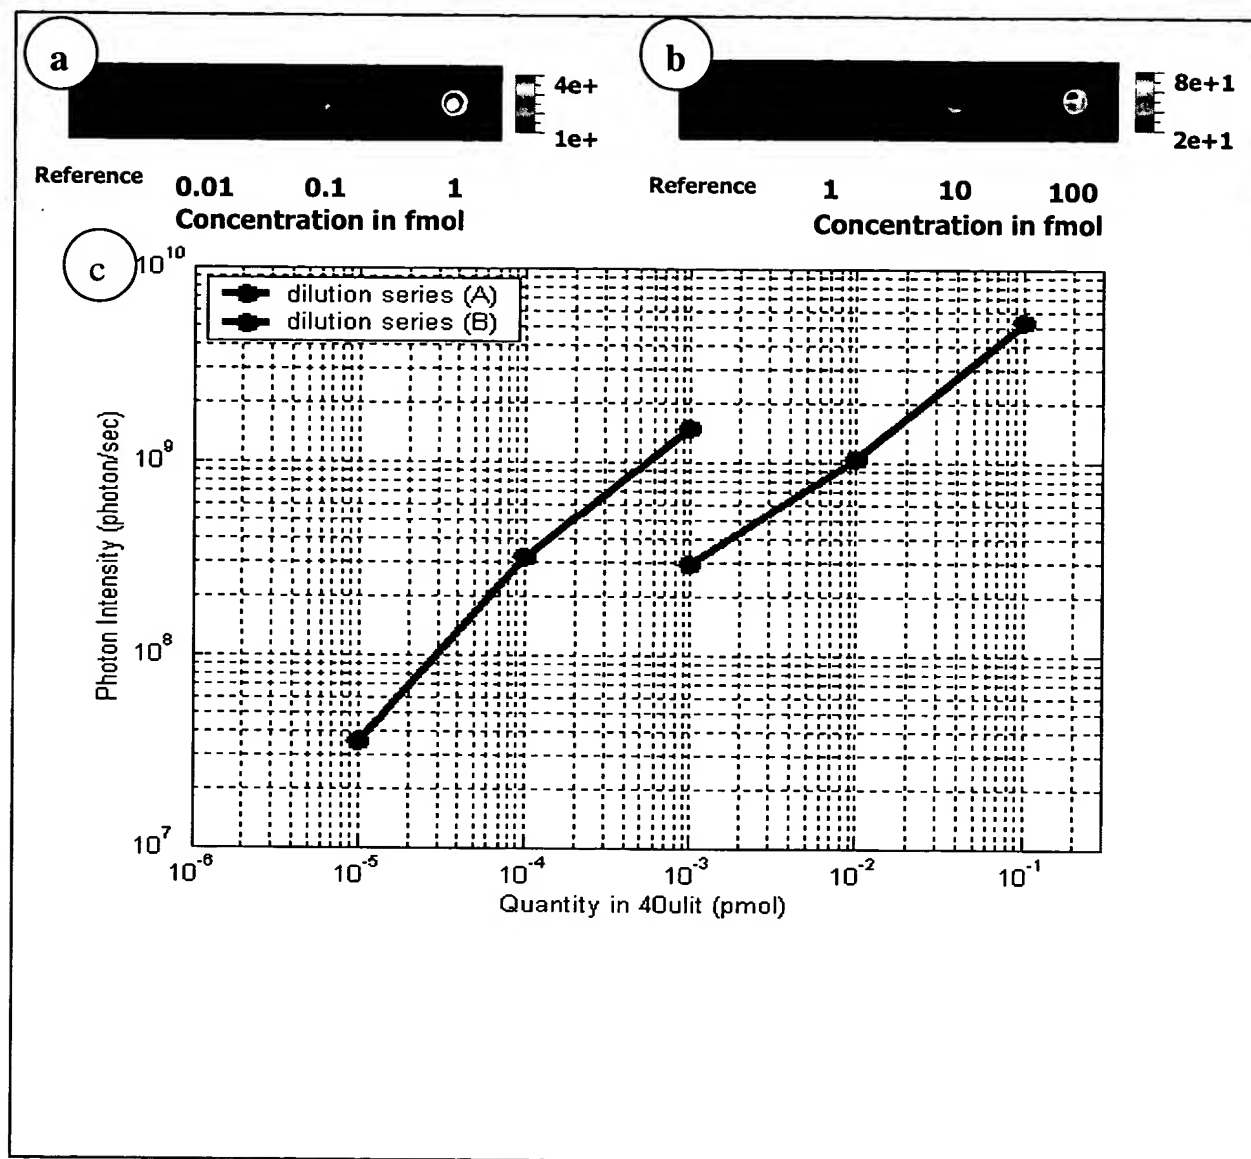 a
4e+
1e+
Reference 0.01 0.1 1
Concentration in fmol
b
8e+1
2e+1
Reference 1 10 100
Concentration in fmol
c
dilution series (A)
dilution series (B)
10^10
10^9
10^8
10^7
Photon Intensity (photon/sec)
10^-6 10^-5 10^-4 10^-3 10^-2 10^-1
Quantity in 40ulit (pmol)